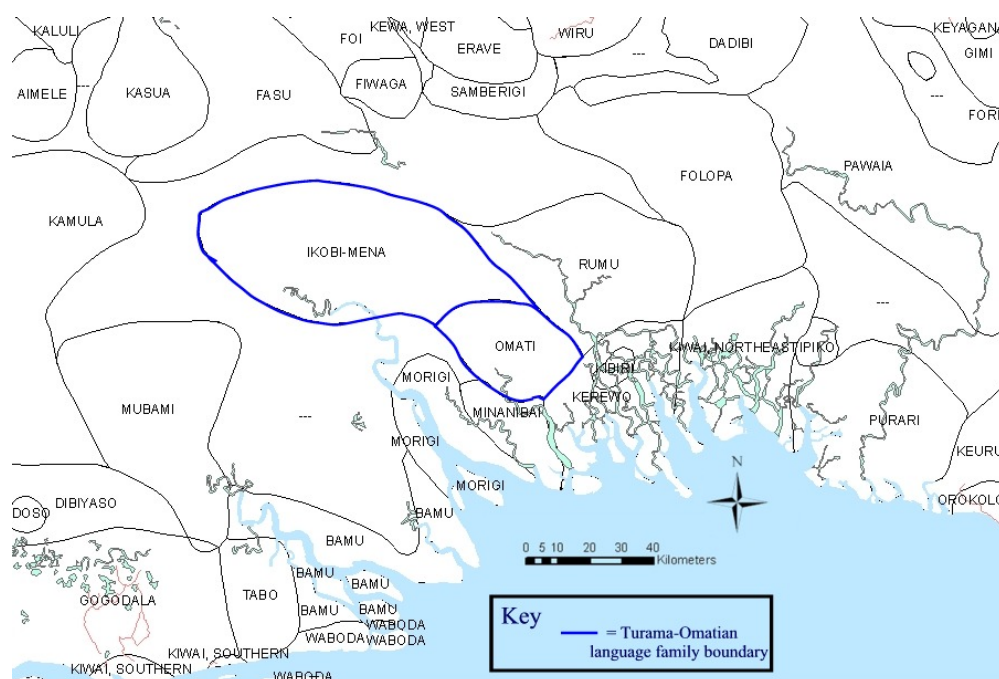 KALULI
KEWA, WEST
FOI
ERAVE
WIRU
---
DADIBI
KEYAGANA
GIMI
AIMELE
---
KASUA
FASU
FIWAGA
SAMBERIGI
---
PAWAIA
FOLOPA
KAMULA
IKOBI-MENA
RUMU
---
OMATI
KIWAI, NORTHEAST
KIBIRI
MORIGI
MINANIBAI
KEREWO
MUBAMI
---
PURARI
MORIGI
KEURU
N
MORIGI
DIBIYASO
DOSO
BAMU
OROKOLO
BAMU
0 5 10 20 30 40
Kilometers
GOGODALA
TABO
BAMU
BAMU
BAMU
BAMU
WABODA
WABODA
WABODA
KIWAI, SOUTHERN
KIWAI, SOUTHERN
WABODA
Key
= Turama-Omatian
language family boundary